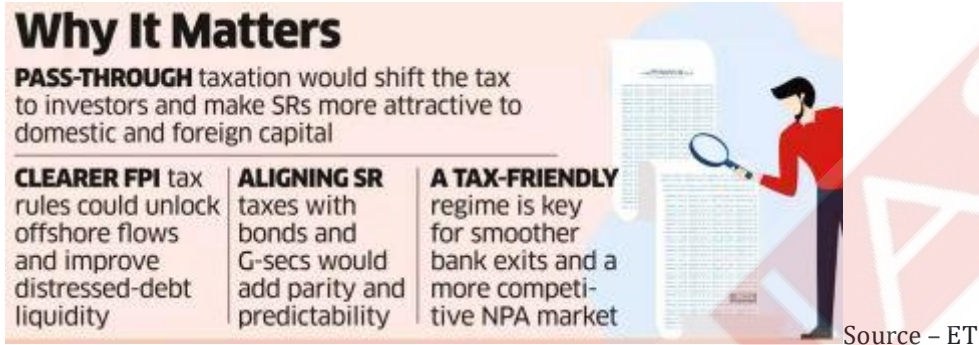 Why It Matters
PASS-THROUGH taxation would shift the tax
to investors and make SRs more attractive to
domestic and foreign capital
CLEARER FPI tax
rules could unlock
offshore flows
and improve
distressed-debt
liquidity
ALIGNING SR
taxes with
bonds and
G-secs would
add parity and
predictability
A TAX-FRIENDLY
regime is key
for smoother
bank exits and a
more competi-
tive NPA market
Source – ET